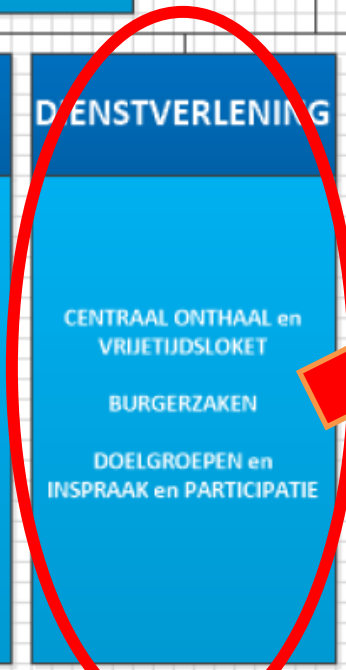 DIENSTVERLENING
CENTRAAL ONTHAAL en
VRIJETIJDSLOKET
BURGERZAKEN
DOELGROEPEN en
INSPRAAK en PARTICIPATIE